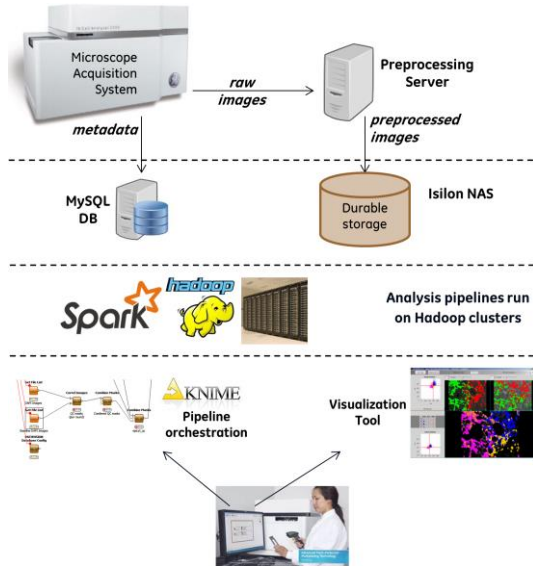 Microscope
Acquisition
System
raw
images
Preprocessing
Server
metadata
preprocessed
images
MySQL
DB
Durable
storage
Isilon NAS
Spark
hadoop
Analysis pipelines run
on Hadoop clusters
KNIME
Pipeline
orchestration
Visualization
Tool